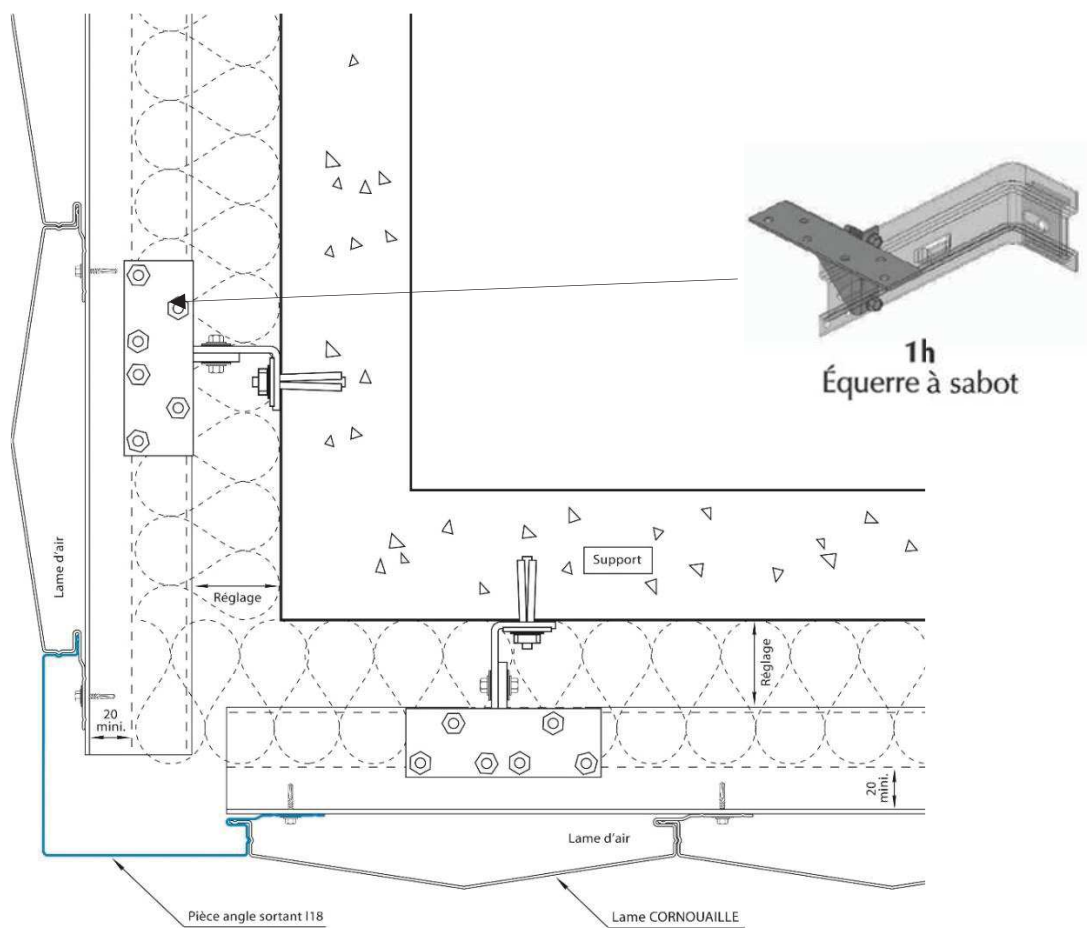 1h
Équerre à sabot
Lame d'air
Support
Réglage
Réglage
20
mini.
20
mini.
Lame d'air
Pièce angle sortant I18
Lame CORNOUAILLE